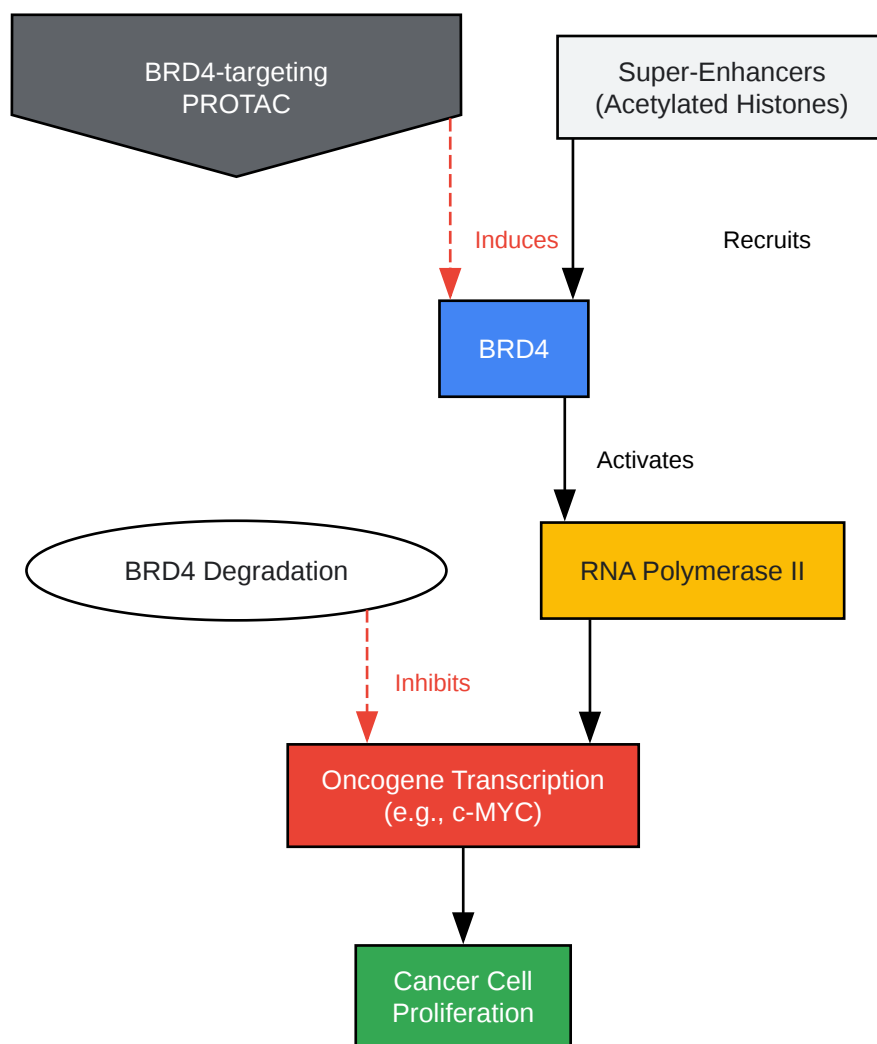 BRD4-targeting
PROTAC
Super-Enhancers
(Acetylated Histones)
Induces
Recruits
BRD4
Activates
BRD4 Degradation
RNA Polymerase II
Inhibits
Oncogene Transcription
(e.g., c-MYC)
Cancer Cell
Proliferation